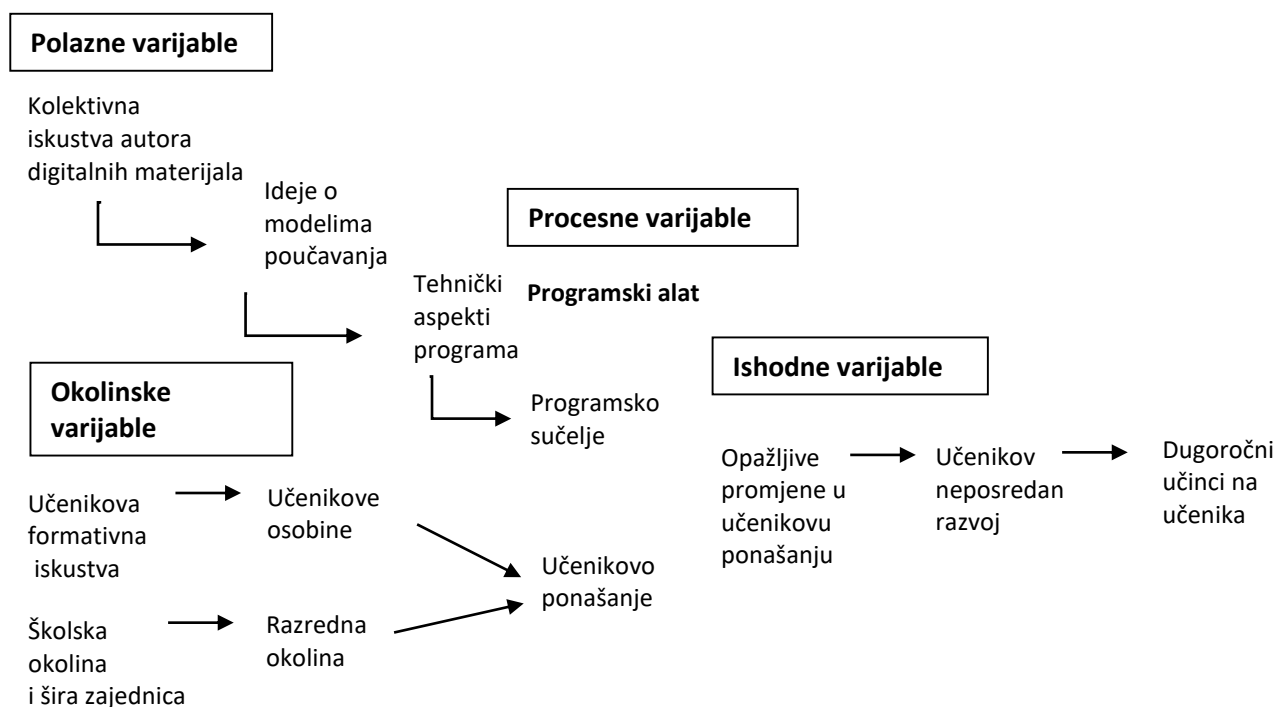 Polazne varijable
Kolektivna
iskustva autora
digitalnih materijala
Ideje o
modelima
poučavanja
Procesne varijable
Tehnički
aspekti
programa
Programski alat
Ishodne varijable
Okolinske
varijable
Programsko
sučelje
Opažljive
promjene u
učenikovu
ponašanju
Učenikov
neposredan
razvoj
Dugoročni
učinci na
učenika
Učenikova
formativna
iskustva
Učenikove
osobine
Učenikovo
ponašanje
Školska
okolina
i šira zajednica
Razredna
okolina